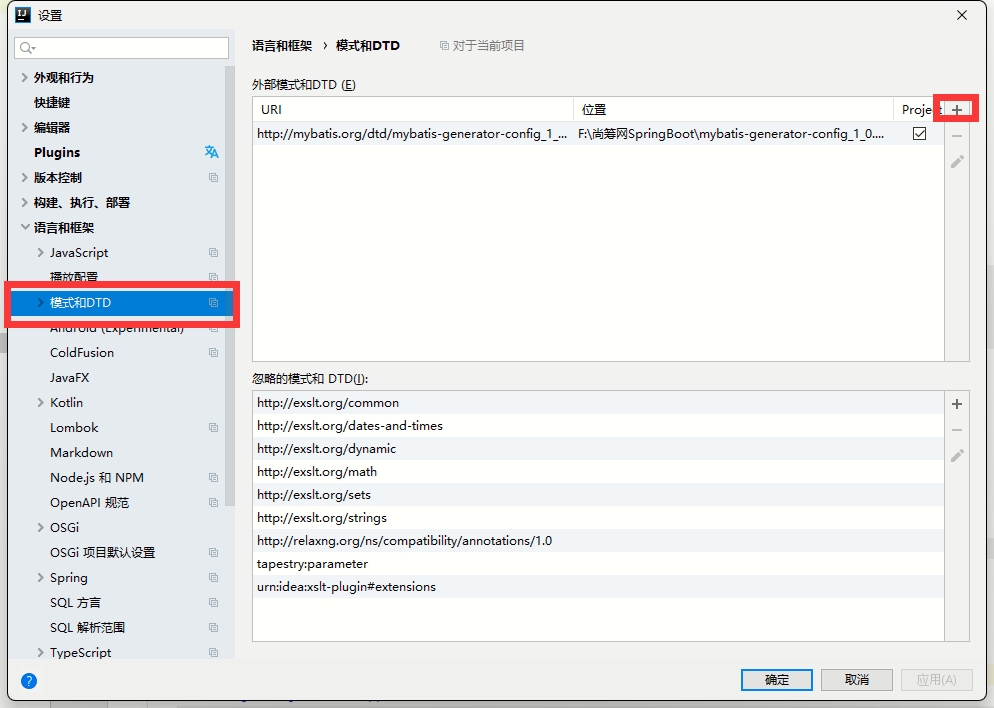 设置
语言和框架 › 模式和DTD 对于当前项目
外观和行为
快捷键
编辑器
Plugins
版本控制
构建、执行、部署
语言和框架
JavaScript
播放配置
模式和DTD
Android (Experimental)
ColdFusion
JavaFX
Kotlin
Lombok
Markdown
Node.js 和 NPM
OpenAPI 规范
OSGi
OSGi 项目默认设置
Spring
SQL 方言
SQL 解析范围
TypeScript
外部模式和DTD (E)
URI 位置 Projec
http://mybatis.org/dtd/mybatis-generator-config_1_... F:\尚筹网SpringBoot\mybatis-generator-config_1_0....
忽略的模式和 DTD(I):
http://exslt.org/common
http://exslt.org/dates-and-times
http://exslt.org/dynamic
http://exslt.org/math
http://exslt.org/sets
http://exslt.org/strings
http://relaxng.org/ns/compatibility/annotations/1.0
tapestry:parameter
urn:idea:xslt-plugin#extensions
确定 取消 应用(A)